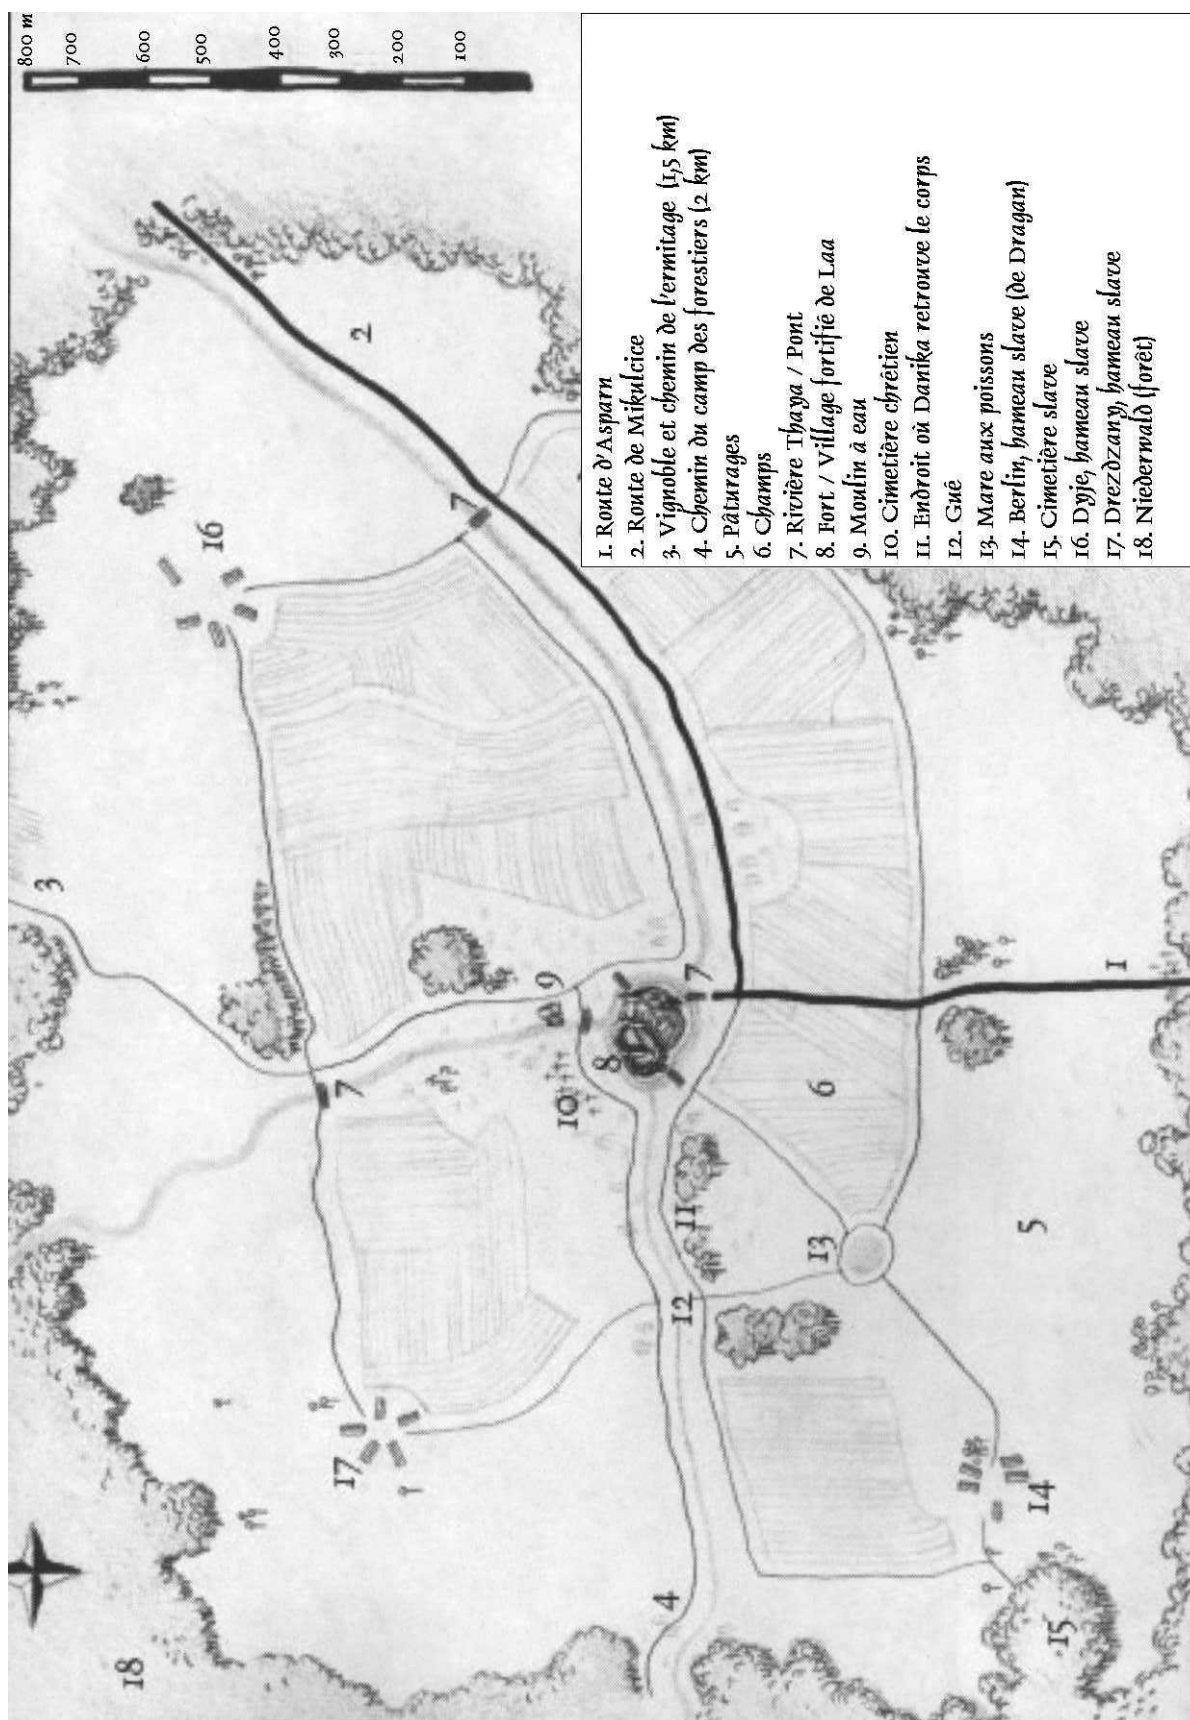 800 m
700
600
500
400
300
200
100
18
3
16
17
7
2
7
9
10
8
4
12
11
7
13
6
5
14
15
1
1. Route d'Asparn
2. Route de Mikulcice
3. Vignoble et chemin de l'ermitage (1,5 km)
4. Chemin du camp des forestiers (2 km)
5. Pâturages
6. Champs
7. Rivière Thaya / Pont
8. Fort / Village fortifié de Laa
9. Moulin à eau
10. Cimetière chrétien
11. Endroit où Danika retrouve le corps
12. Gué
13. Mare aux poissons
14. Berlin, hameau slave (de Dragan)
15. Cimetière slave
16. Dyje, hameau slave
17. Drezdzany, hameau slave
18. Niederwald (forêt)